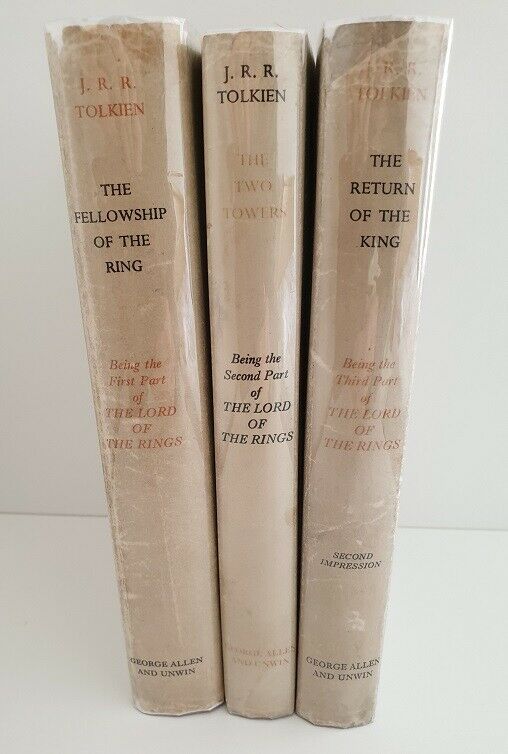 J. R. R.
TOLKIEN
THE
FELLOWSHIP
OF THE
RING
Being the
First Part
of
THE LORD
OF
THE RINGS
GEORGE ALLEN
AND UNWIN
J. R. R.
TOLKIEN
THE
TWO
TOWERS
Being the
Second Part
of
THE LORD
OF
THE RINGS
GEORGE ALLEN
AND UNWIN
J. R. R.
TOLKIEN
THE
RETURN
OF THE
KING
Being the
Third Part
of
THE LORD
OF
THE RINGS
SECOND
IMPRESSION
GEORGE ALLEN
AND UNWIN